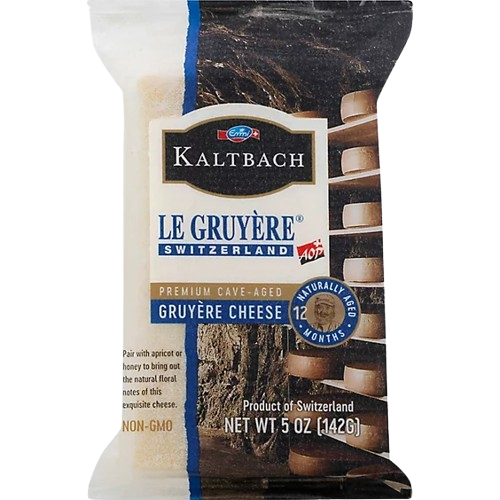 Emmi
KALTBACH
LE GRUYÈRE®
SWITZERLAND
AOP
PREMIUM CAVE-AGED
GRUYÈRE CHEESE
NATURALLY AGED
12
MONTHS
Pair with apricot or
honey to bring out
the natural floral
notes of this
exquisite cheese.
NON-GMO
Product of Switzerland
NET WT 5 OZ (142G)